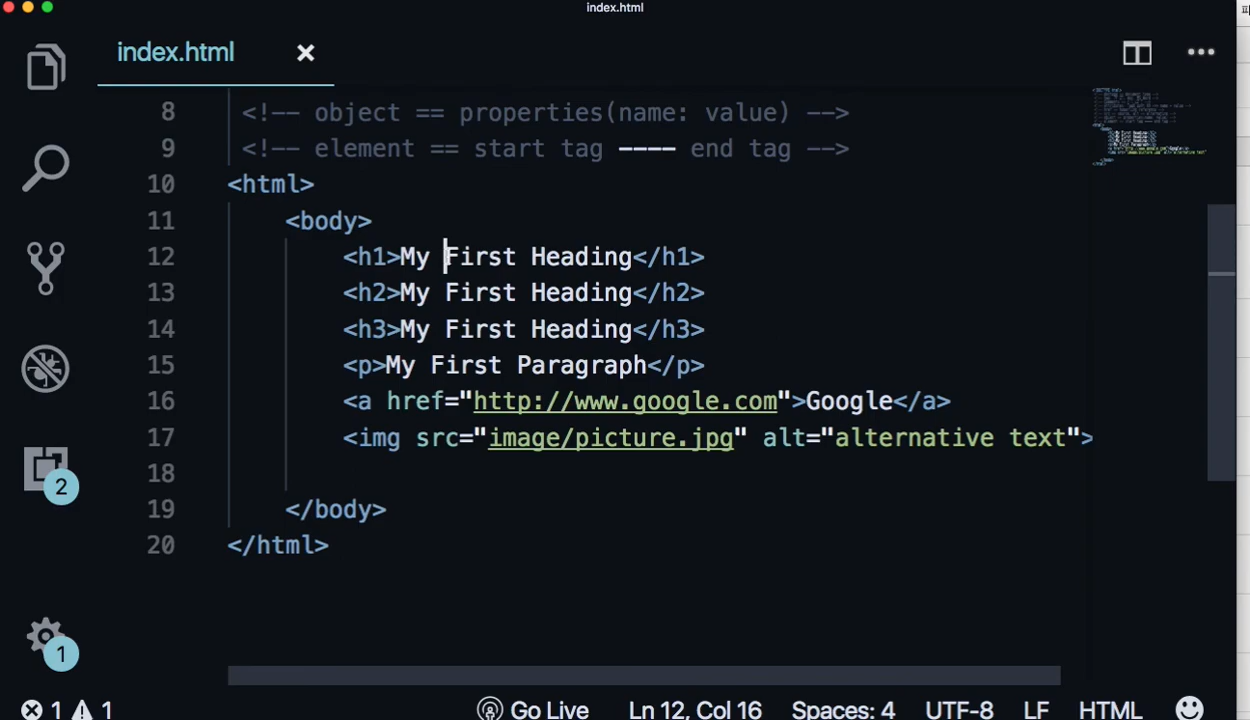 index.html
index.html
8 <!-- object == properties(name: value) -->
9 <!-- element == start tag ---- end tag -->
10 <html>
11 <body>
12 <h1>My First Heading</h1>
13 <h2>My First Heading</h2>
14 <h3>My First Heading</h3>
15 <p>My First Paragraph</p>
16 <a href="http://www.google.com">Google</a>
17 <img src="image/picture.jpg" alt="alternative text">
18
19 </body>
20 </html>
2
1
1 1 Go Live Ln 12, Col 16 Spaces: 4 UTF-8 LF HTML